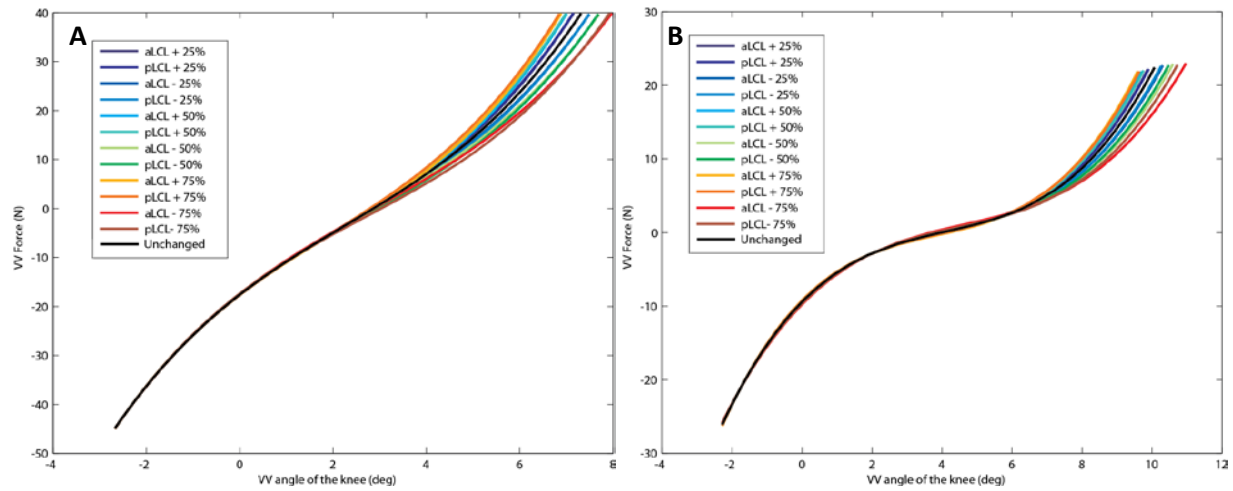 A
40
30
20
10
0
-10
-20
-30
-40
-50
VV Force (N)
aLCL + 25%
pLCL + 25%
aLCL - 25%
pLCL - 25%
aLCL + 50%
pLCL + 50%
aLCL - 50%
pLCL - 50%
aLCL + 75%
pLCL + 75%
aLCL - 75%
pLCL- 75%
Unchanged
-4 -2 0 2 4 6 8
VV angle of the knee (deg)
B
30
20
10
0
-10
-20
-30
VV Force (N)
aLCL + 25%
pLCL + 25%
aLCL - 25%
pLCL - 25%
aLCL + 50%
pLCL + 50%
aLCL - 50%
pLCL - 50%
aLCL + 75%
pLCL + 75%
aLCL - 75%
pLCL - 75%
Unchanged
-4 -2 0 2 4 6 8 10 12
VV angle of the knee (deg)